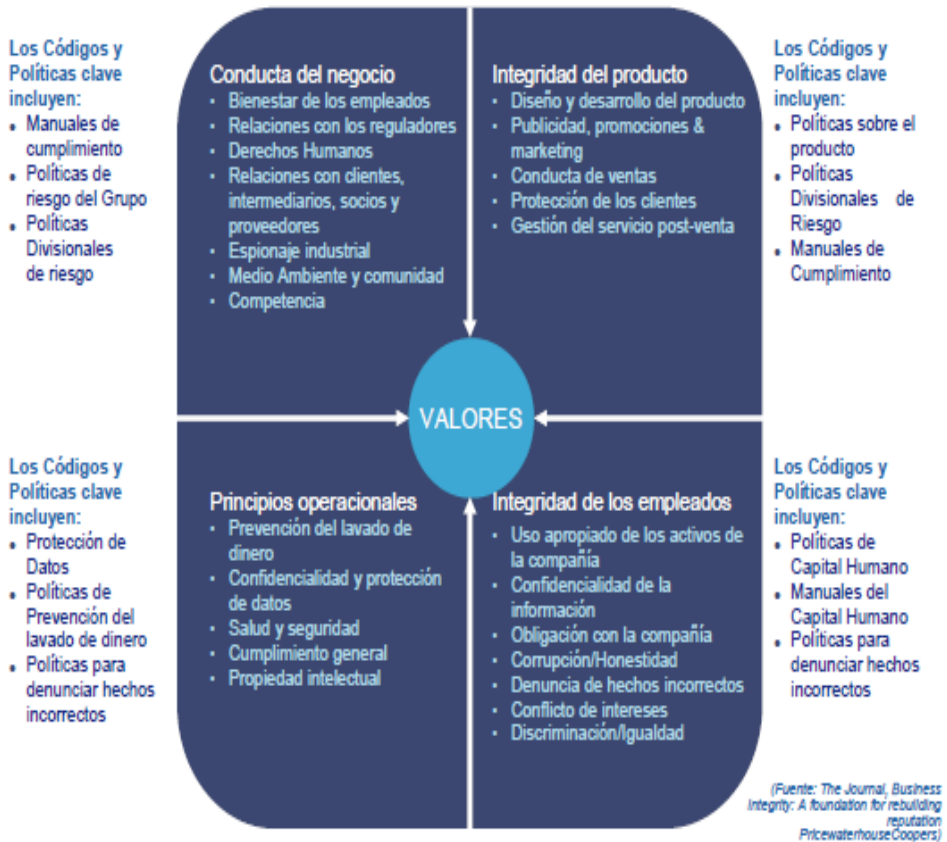 Los Códigos y
Políticas clave
incluyen:
• Manuales de
cumplimiento
• Políticas de
riesgo del Grupo
• Políticas
Divisionales
de riesgo
Conducta del negocio
• Bienestar de los empleados
• Relaciones con los reguladores
• Derechos Humanos
• Relaciones con clientes,
intermediarios, socios y
proveedores
• Espionaje industrial
• Medio Ambiente y comunidad
• Competencia
Integridad del producto
• Diseño y desarrollo del producto
• Publicidad, promociones &
marketing
• Conducta de ventas
• Protección de los clientes
• Gestión del servicio post-venta
Los Códigos y
Políticas clave
incluyen:
• Políticas sobre el
producto
• Políticas
Divisionales de
Riesgo
• Manuales de
Cumplimiento
VALORES
Los Códigos y
Políticas clave
incluyen:
• Protección de
Datos
• Políticas de
Prevención del
lavado de dinero
• Políticas para
denunciar hechos
incorrectos
Principios operacionales
• Prevención del lavado de
dinero
• Confidencialidad y protección
de datos
• Salud y seguridad
• Cumplimiento general
• Propiedad intelectual
Integridad de los empleados
• Uso apropiado de los activos de
la compañía
• Confidencialidad de la
información
• Obligación con la compañía
• Corrupción/Honestidad
• Denuncia de hechos incorrectos
• Conflicto de intereses
• Discriminación/Igualdad
Los Códigos y
Políticas clave
incluyen:
• Políticas de
Capital Humano
• Manuales del
Capital Humano
• Políticas para
denunciar hechos
incorrectos
(Fuente: The Journal, Business
Integrity: A foundation for rebuilding
reputation
PricewaterhouseCoopers)